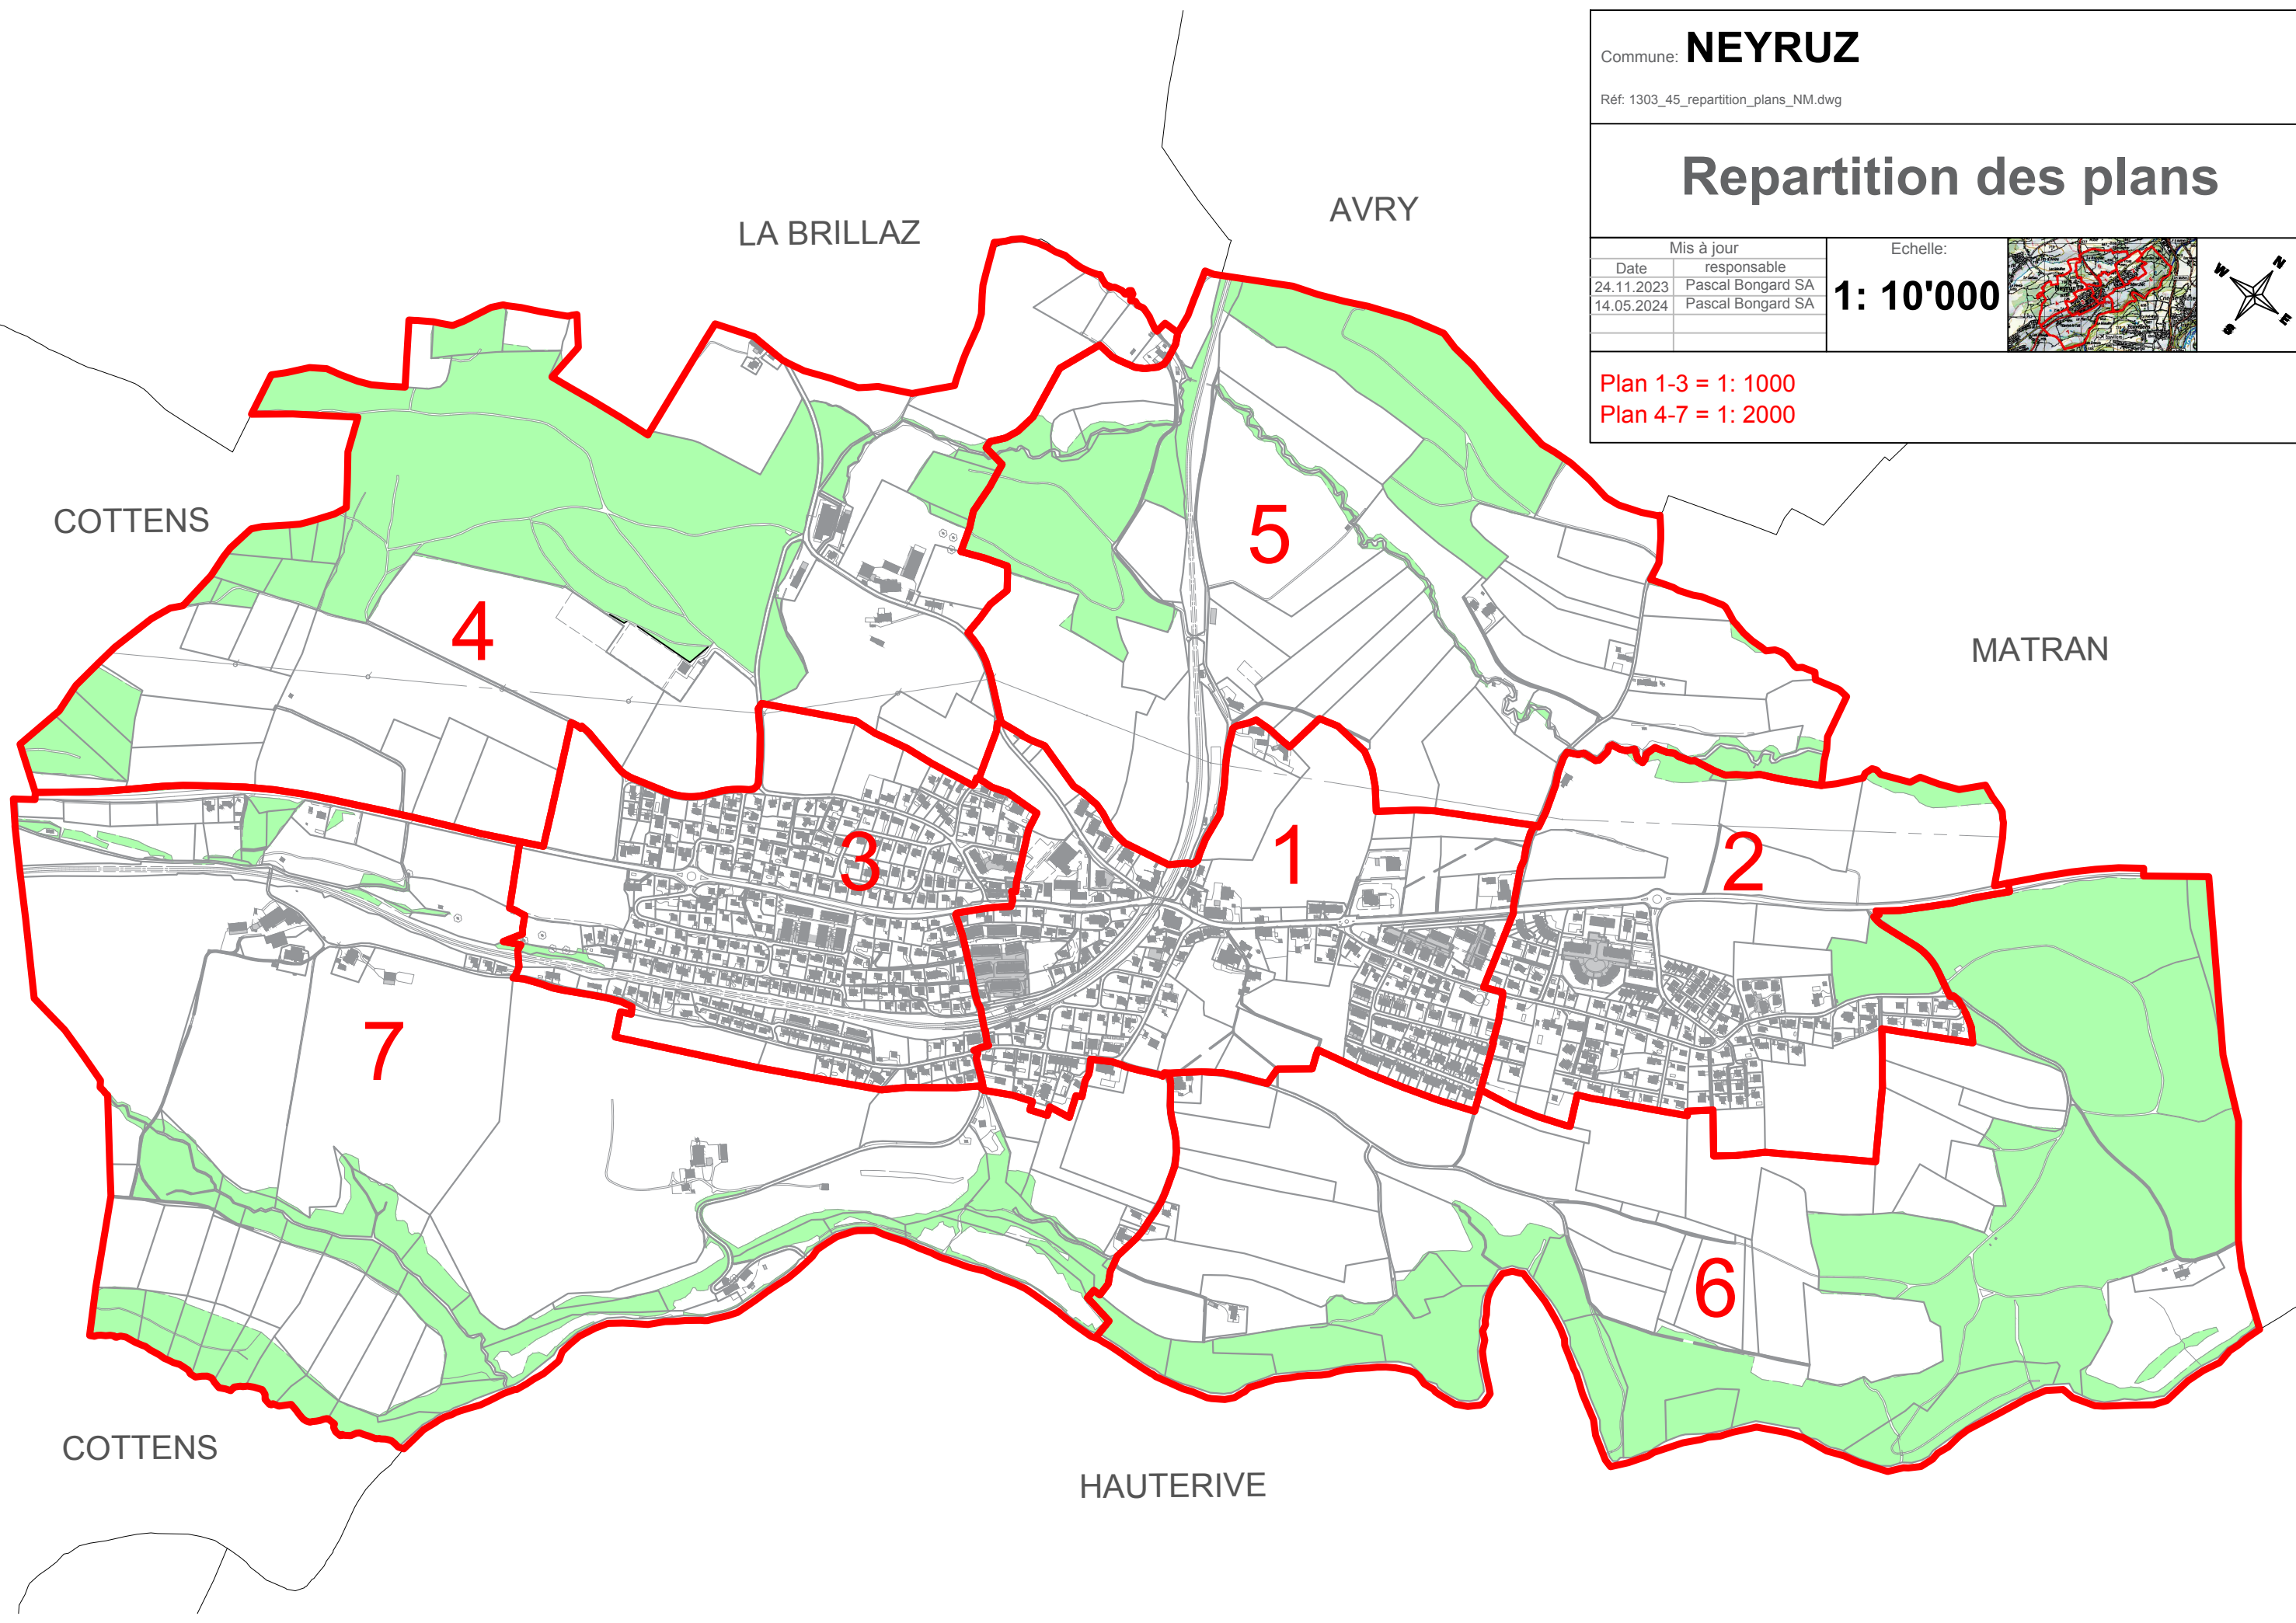 Commune: NEYRUZ
Réf: 1303_45_repartition_plans_NM.dwg
Repartition des plans
Mis à jour
Date responsable
24.11.2023 Pascal Bongard SA
14.05.2024 Pascal Bongard SA
Echelle:
1: 10'000
N
W
E
S
Plan 1-3 = 1: 1000
Plan 4-7 = 1: 2000
AVRY
LA BRILLAZ
COTTENS
5
4
MATRAN
3
1
2
7
6
COTTENS
HAUTERIVE